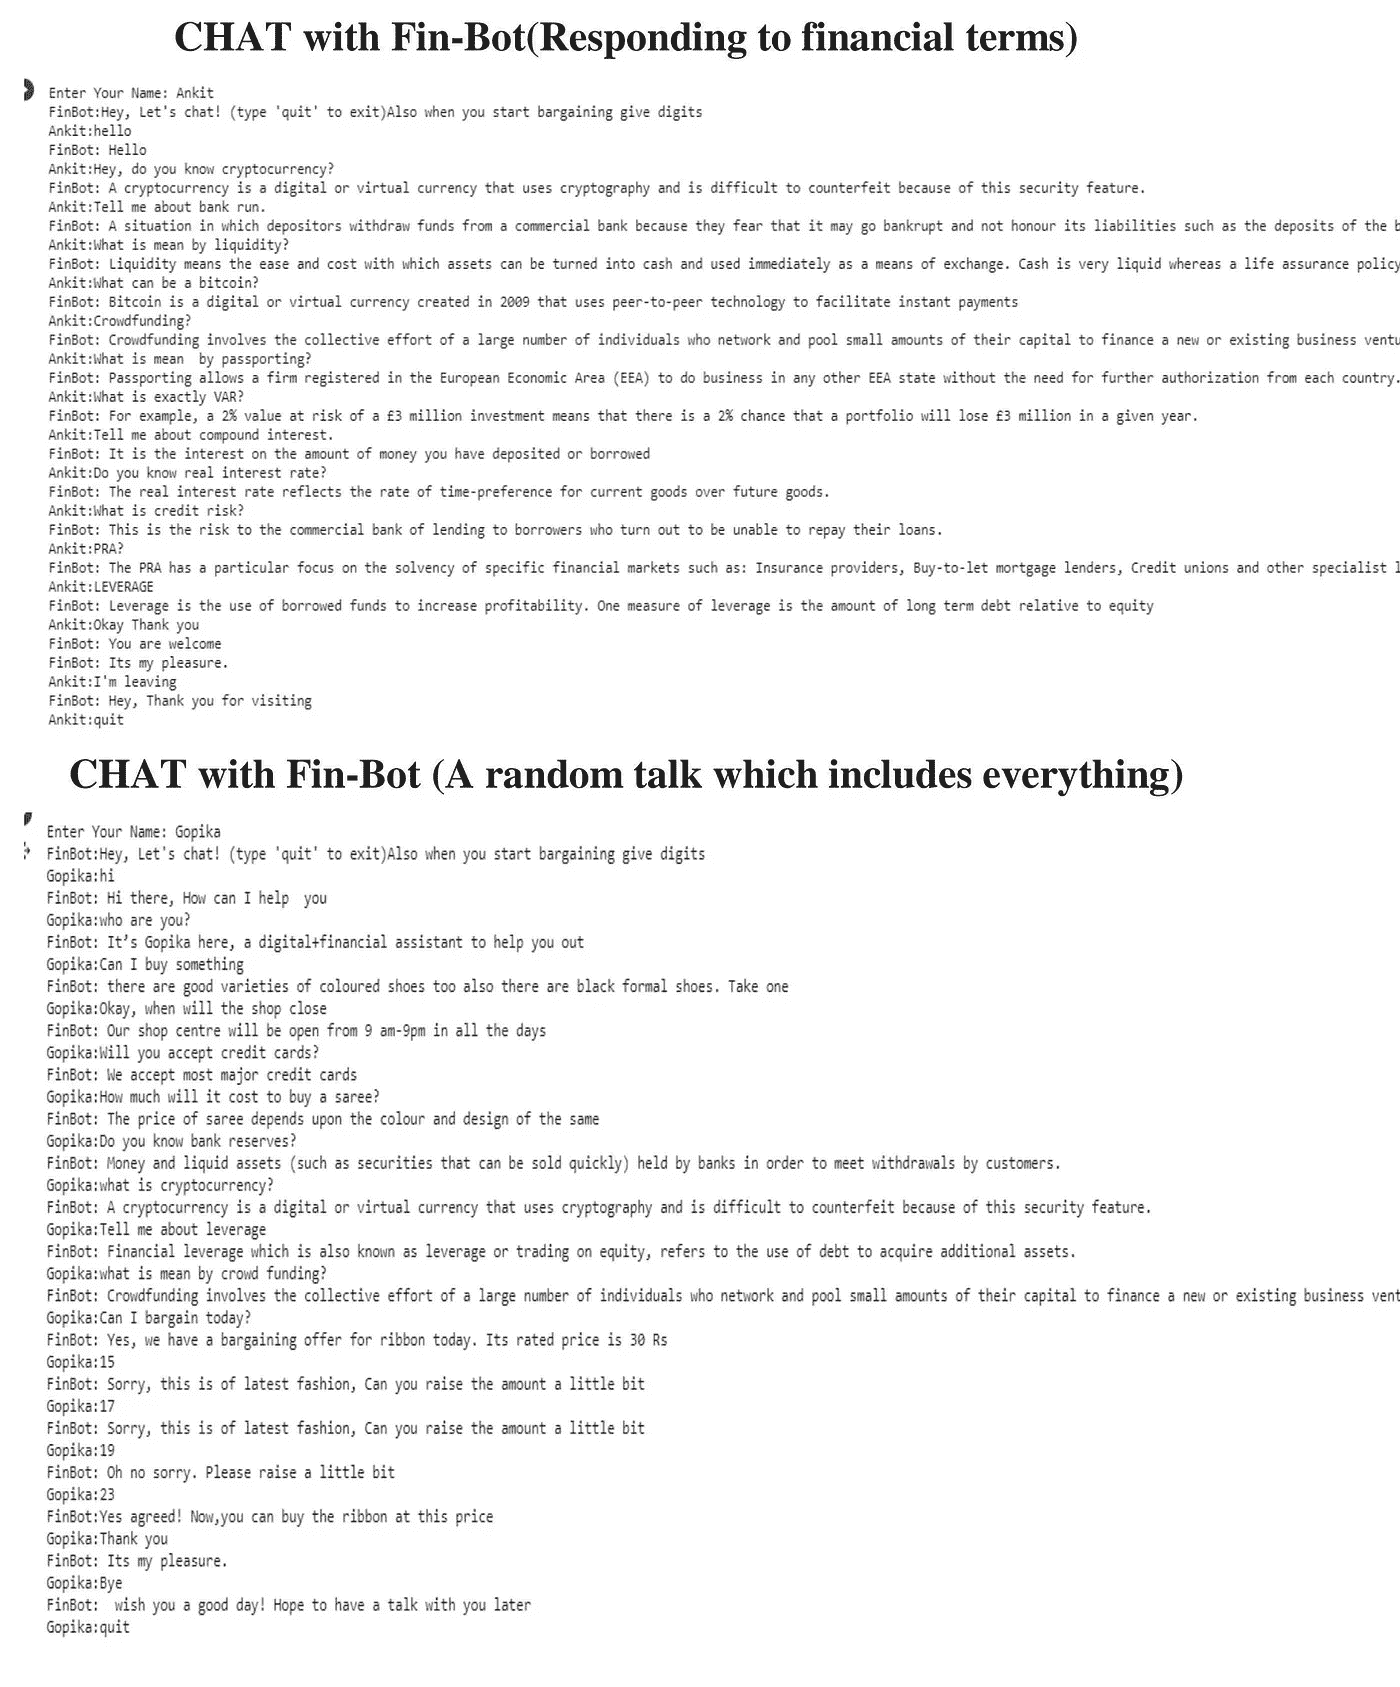 CHAT with Fin-Bot(Responding to financial terms)
Enter Your Name: Ankit
FinBot:Hey, Let's chat! (type 'quit' to exit)Also when you start bargaining give digits
Ankit:hello
FinBot: Hello
Ankit:Hey, do you know cryptocurrency?
FinBot: A cryptocurrency is a digital or virtual currency that uses cryptography and is difficult to counterfeit because of this security feature.
Ankit:Tell me about bank run.
FinBot: A situation in which depositors withdraw funds from a commercial bank because they fear that it may go bankrupt and not honour its liabilities such as the deposits of the
Ankit:What is mean by liquidity?
FinBot: Liquidity means the ease and cost with which assets can be turned into cash and used immediately as a means of exchange. Cash is very liquid whereas a life assurance policy
Ankit:What can be a bitcoin?
FinBot: Bitcoin is a digital or virtual currency created in 2009 that uses peer-to-peer technology to facilitate instant payments
Ankit:Crowdfunding?
FinBot: Crowdfunding involves the collective effort of a large number of individuals who network and pool small amounts of their capital to finance a new or existing business ventu
Ankit:What is mean  by passporting?
FinBot: Passporting allows a firm registered in the European Economic Area (EEA) to do business in any other EEA state without the need for further authorization from each country.
Ankit:What is exactly VAR?
FinBot: For example, a 2% value at risk of a £3 million investment means that there is a 2% chance that a portfolio will lose £3 million in a given year.
Ankit:Tell me about compound interest.
FinBot: It is the interest on the amount of money you have deposited or borrowed
Ankit:Do you know real interest rate?
FinBot: The real interest rate reflects the rate of time-preference for current goods over future goods.
Ankit:What is credit risk?
FinBot: This is the risk to the commercial bank of lending to borrowers who turn out to be unable to repay their loans.
Ankit:PRA?
FinBot: The PRA has a particular focus on the solvency of specific financial markets such as: Insurance providers, Buy-to-let mortgage lenders, Credit unions and other specialist
Ankit:LEVERAGE
FinBot: Leverage is the use of borrowed funds to increase profitability. One measure of leverage is the amount of long term debt relative to equity
Ankit:Okay Thank you
FinBot: You are welcome
FinBot: Its my pleasure.
Ankit:I'm leaving
FinBot: Hey, Thank you for visiting
Ankit:quit
CHAT with Fin-Bot (A random talk which includes everything)
Enter Your Name: Gopika
FinBot:Hey, Let's chat! (type 'quit' to exit)Also when you start bargaining give digits
Gopika:hi
FinBot: Hi there, How can I help  you
Gopika:who are you?
FinBot: It’s Gopika here, a digital+financial assistant to help you out
Gopika:Can I buy something
FinBot: there are good varieties of coloured shoes too also there are black formal shoes. Take one
Gopika:Okay, when will the shop close
FinBot: Our shop centre will be open from 9 am-9pm in all the days
Gopika:Will you accept credit cards?
FinBot: We accept most major credit cards
Gopika:How much will it cost to buy a saree?
FinBot: The price of saree depends upon the colour and design of the same
Gopika:Do you know bank reserves?
FinBot: Money and liquid assets (such as securities that can be sold quickly) held by banks in order to meet withdrawals by customers.
Gopika:what is cryptocurrency?
FinBot: A cryptocurrency is a digital or virtual currency that uses cryptography and is difficult to counterfeit because of this security feature.
Gopika:Tell me about leverage
FinBot: Financial leverage which is also known as leverage or trading on equity, refers to the use of debt to acquire additional assets.
Gopika:what is mean by crowd funding?
FinBot: Crowdfunding involves the collective effort of a large number of individuals who network and pool small amounts of their capital to finance a new or existing business vent
Gopika:Can I bargain today?
FinBot: Yes, we have a bargaining offer for ribbon today. Its rated price is 30 Rs
Gopika:15
FinBot: Sorry, this is of latest fashion, Can you raise the amount a little bit
Gopika:17
FinBot: Sorry, this is of latest fashion, Can you raise the amount a little bit
Gopika:19
FinBot: Oh no sorry. Please raise a little bit
Gopika:23
FinBot:Yes agreed! Now,you can buy the ribbon at this price
Gopika:Thank you
FinBot: Its my pleasure.
Gopika:Bye
FinBot:  wish you a good day! Hope to have a talk with you later
Gopika:quit